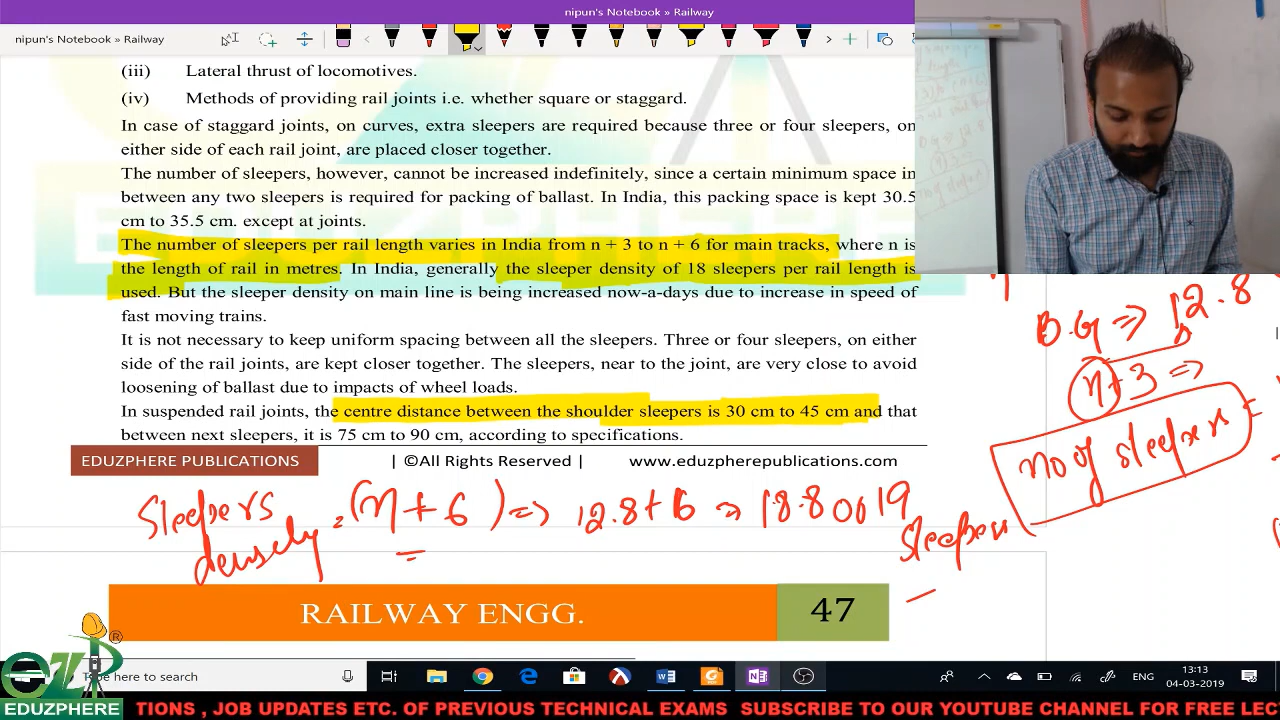 nipun's Notebook » Railway
nipun's Notebook » Railway
(iii) Lateral thrust of locomotives.
(iv) Methods of providing rail joints i.e. whether square or staggard.
In case of staggard joints, on curves, extra sleepers are required because three or four sleepers, on
either side of each rail joint, are placed closer together.
The number of sleepers, however, cannot be increased indefinitely, since a certain minimum space in
between any two sleepers is required for packing of ballast. In India, this packing space is kept 30.5
cm to 35.5 cm. except at joints.
The number of sleepers per rail length varies in India from n + 3 to n + 6 for main tracks, where n is
the length of rail in metres. In India, generally the sleeper density of 18 sleepers per rail length is
used. But the sleeper density on main line is being increased now-a-days due to increase in speed of
fast moving trains.
It is not necessary to keep uniform spacing between all the sleepers. Three or four sleepers, on either
side of the rail joints, are kept closer together. The sleepers, near to the joint, are very close to avoid
loosening of ballast due to impacts of wheel loads.
In suspended rail joints, the centre distance between the shoulder sleepers is 30 cm to 45 cm and that
between next sleepers, it is 75 cm to 90 cm, according to specifications.
B.G => 12.8
n+3 =>
no of sleepers =
EDUZPHERE PUBLICATIONS | ©All Rights Reserved | www.eduzpherepublications.com
Sleepers
= (n + 6) => 12.8 + 6 => 18.8 19
sleepers
RAILWAY ENGG. 47
Type here to search
ENG 13:13
04-03-2019
EDUZPHERE
TIONS , JOB UPDATES ETC. OF PREVIOUS TECHNICAL EXAMS SUBSCRIBE TO OUR YOUTUBE CHANNEL FOR FREE LEC